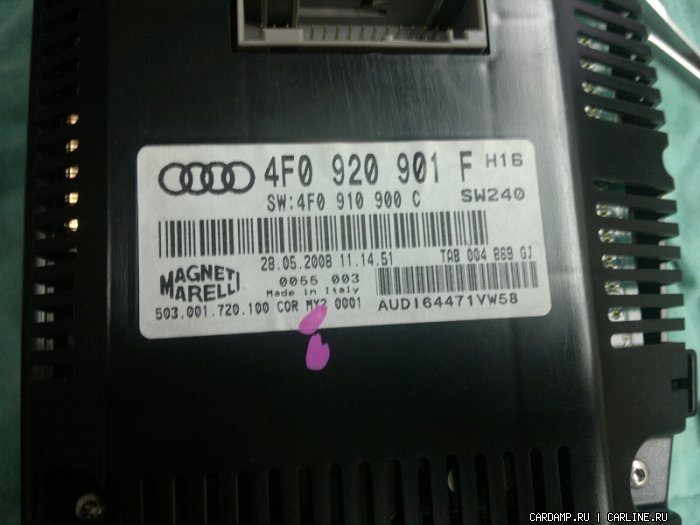 4F0 920 901 F H16
SW:4F0 910 900 C SW240
28.05.2008 11.14.51 TAB 004 869 GJ
MAGNETI MARELLI
0055 003
Made in Italy
503.001.720.100 COR MY2 0001 AUDI64471VW58
CARDAMP.RU | CARLINE.RU